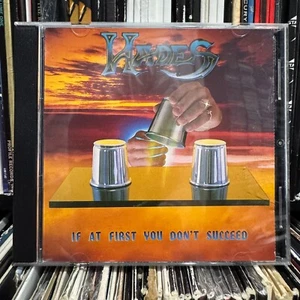 HADES
IF AT FIRST YOU DON'T SUCCEED